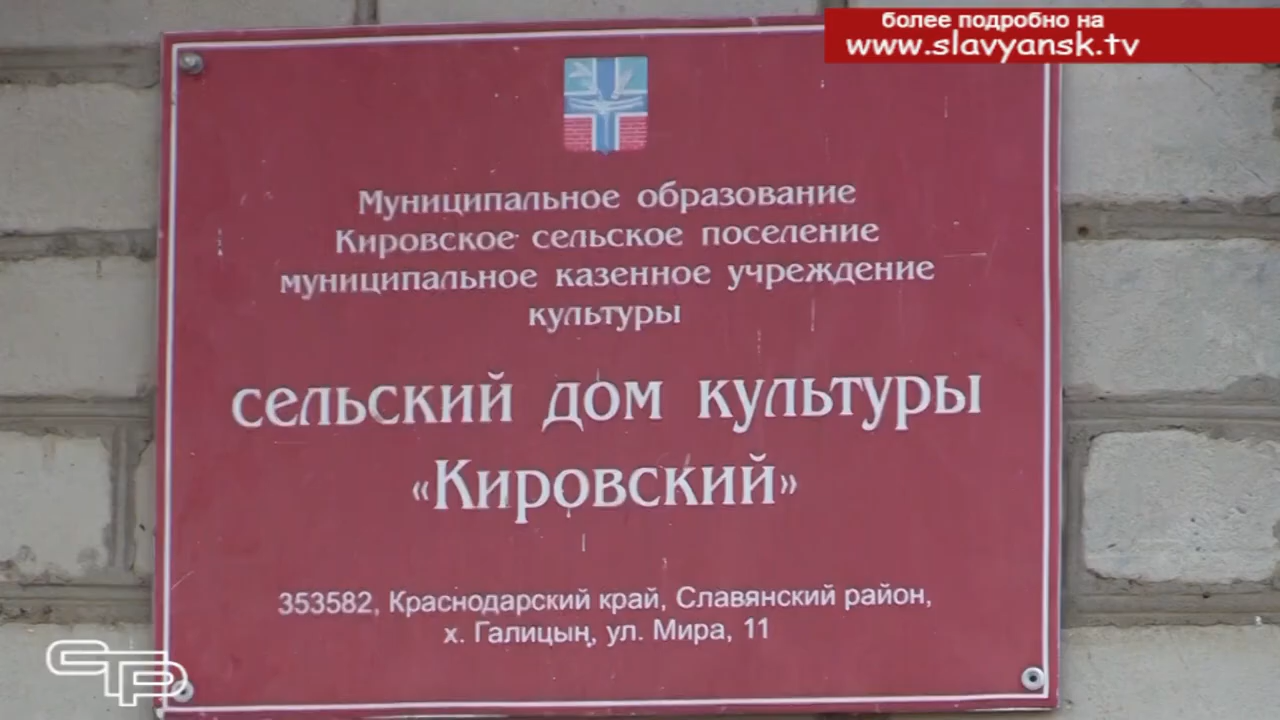 более подробно на
www.slavyansk.tv
Муниципальное образование
Кировское сельское поселение
муниципальное казенное учреждение
культуры
сельский дом культуры
«Кировский»
353582, Краснодарский край, Славянский район,
х. Галицын, ул. Мира, 11
СТР